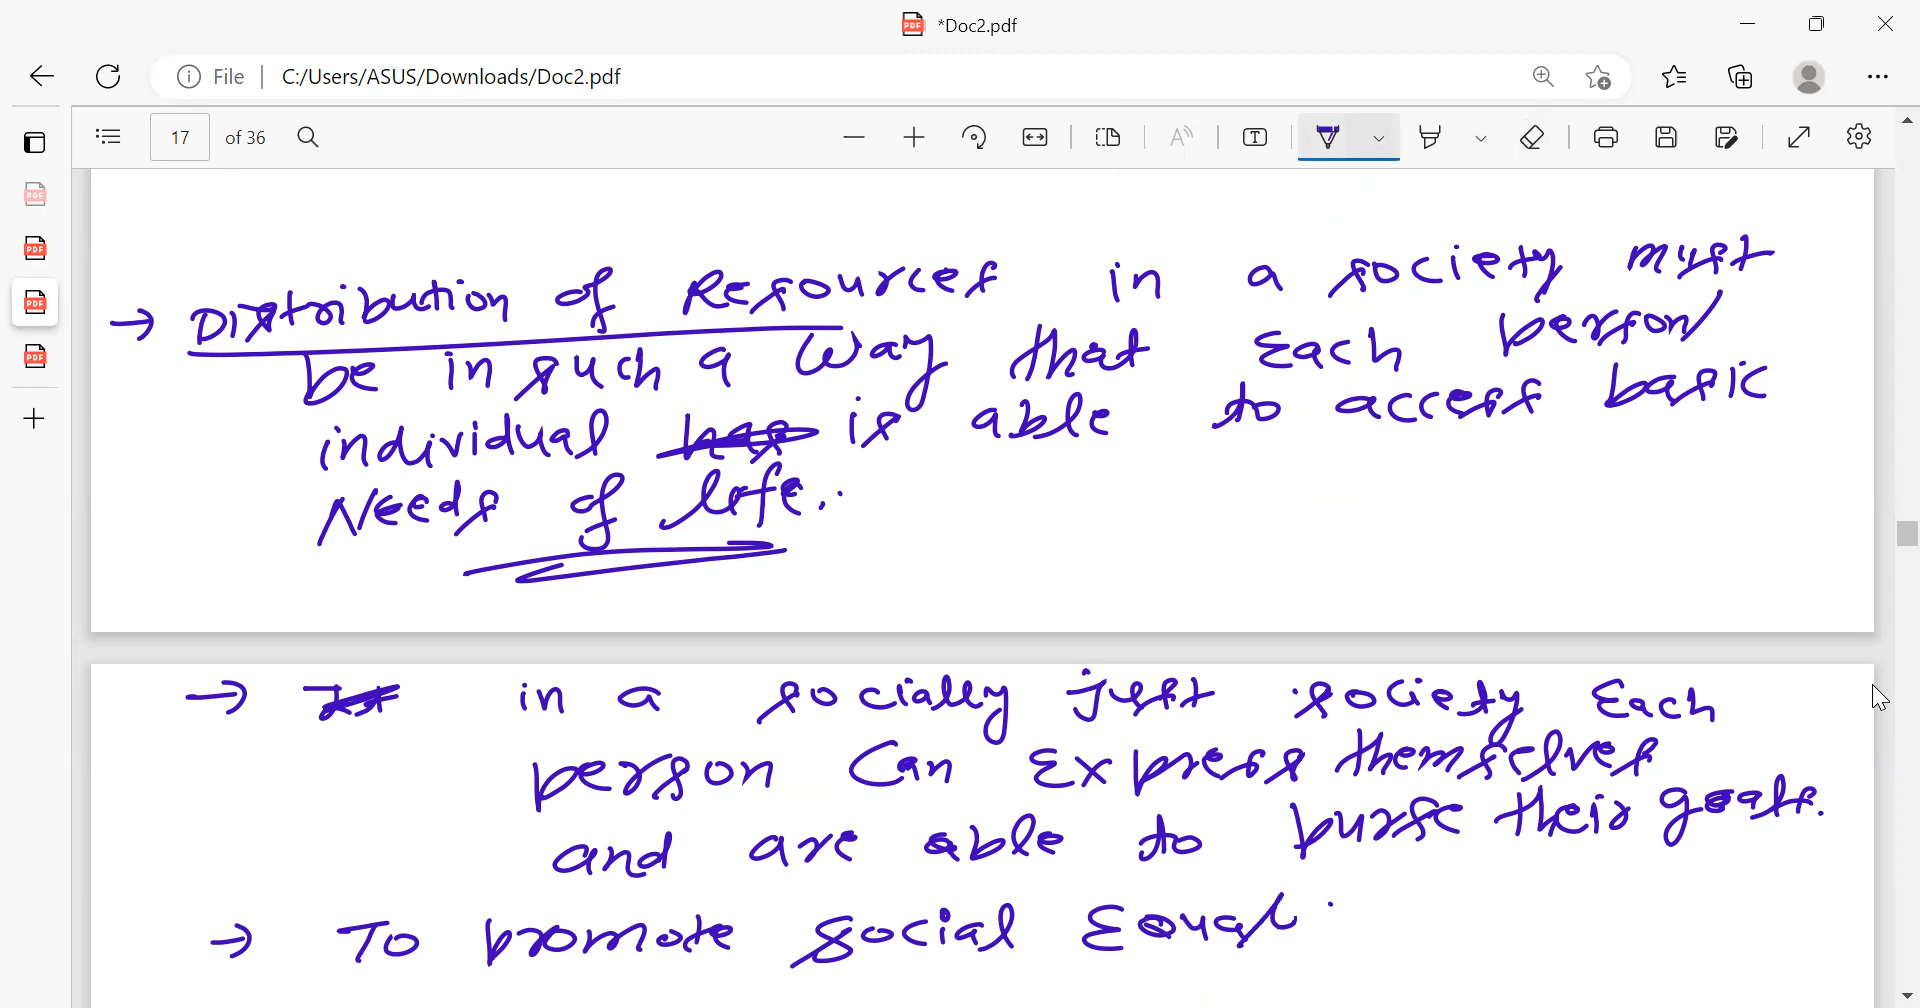 *Doc2.pdf
File | C:/Users/ASUS/Downloads/Doc2.pdf
17 of 36
→ Distribution of Resources in a society must
be in such a way that Each person
individual has is able to access basic
Needs of life..
→ It in a socially just society Each
person Can Express themselves
and are able to purse their goals.
→ To promote social Equal